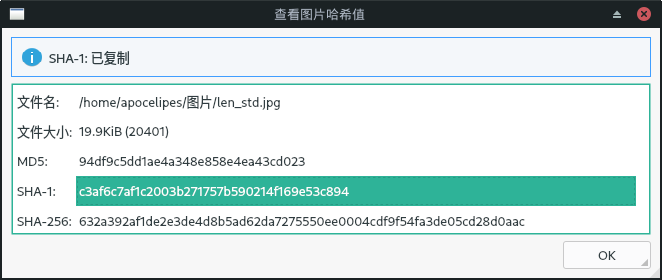 查看图片哈希值
SHA-1: 已复制
文件名: /home/apocelipes/图片/len_std.jpg
文件大小: 19.9KiB (20401)
MD5: 94df9c5dd1ae4a348e858e4ea43cd023
SHA-1: c3af6c7af1c2003b271757b590214f169e53c894
SHA-256: 632a392af1de2e3de4d8b5ad62da7275550ee0004cdf9f54fa3de05cd28d0aac
OK